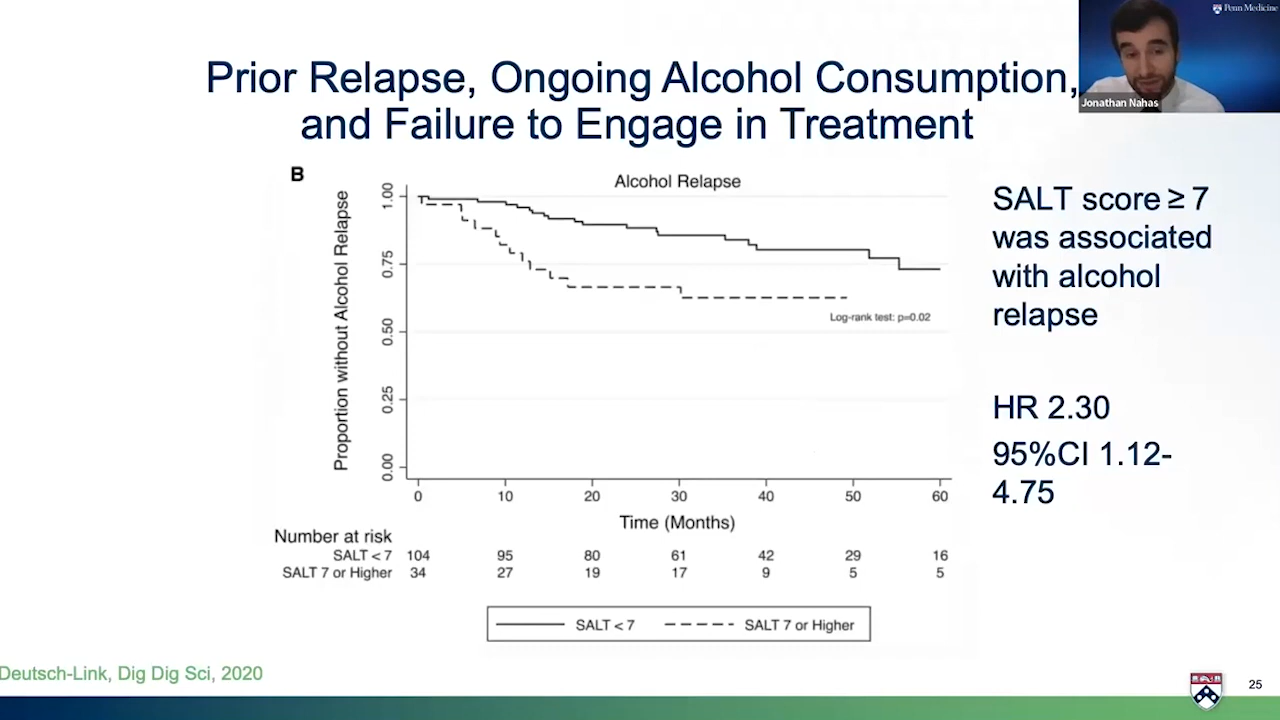 Penn Medicine
Jonathan Nahas
Prior Relapse, Ongoing Alcohol Consumption,
and Failure to Engage in Treatment
B
Alcohol Relapse
Proportion without Alcohol Relapse
1.00
0.75
0.50
0.25
0.00
Log-rank test: p=0.02
0 10 20 30 40 50 60
Time (Months)
Number at risk
SALT < 7 104 95 80 61 42 29 16
SALT 7 or Higher 34 27 19 17 9 5 5
SALT < 7 SALT 7 or Higher
SALT score ≥ 7
was associated
with alcohol
relapse
HR 2.30
95%CI 1.12-
4.75
Deutsch-Link, Dig Dig Sci, 2020
25